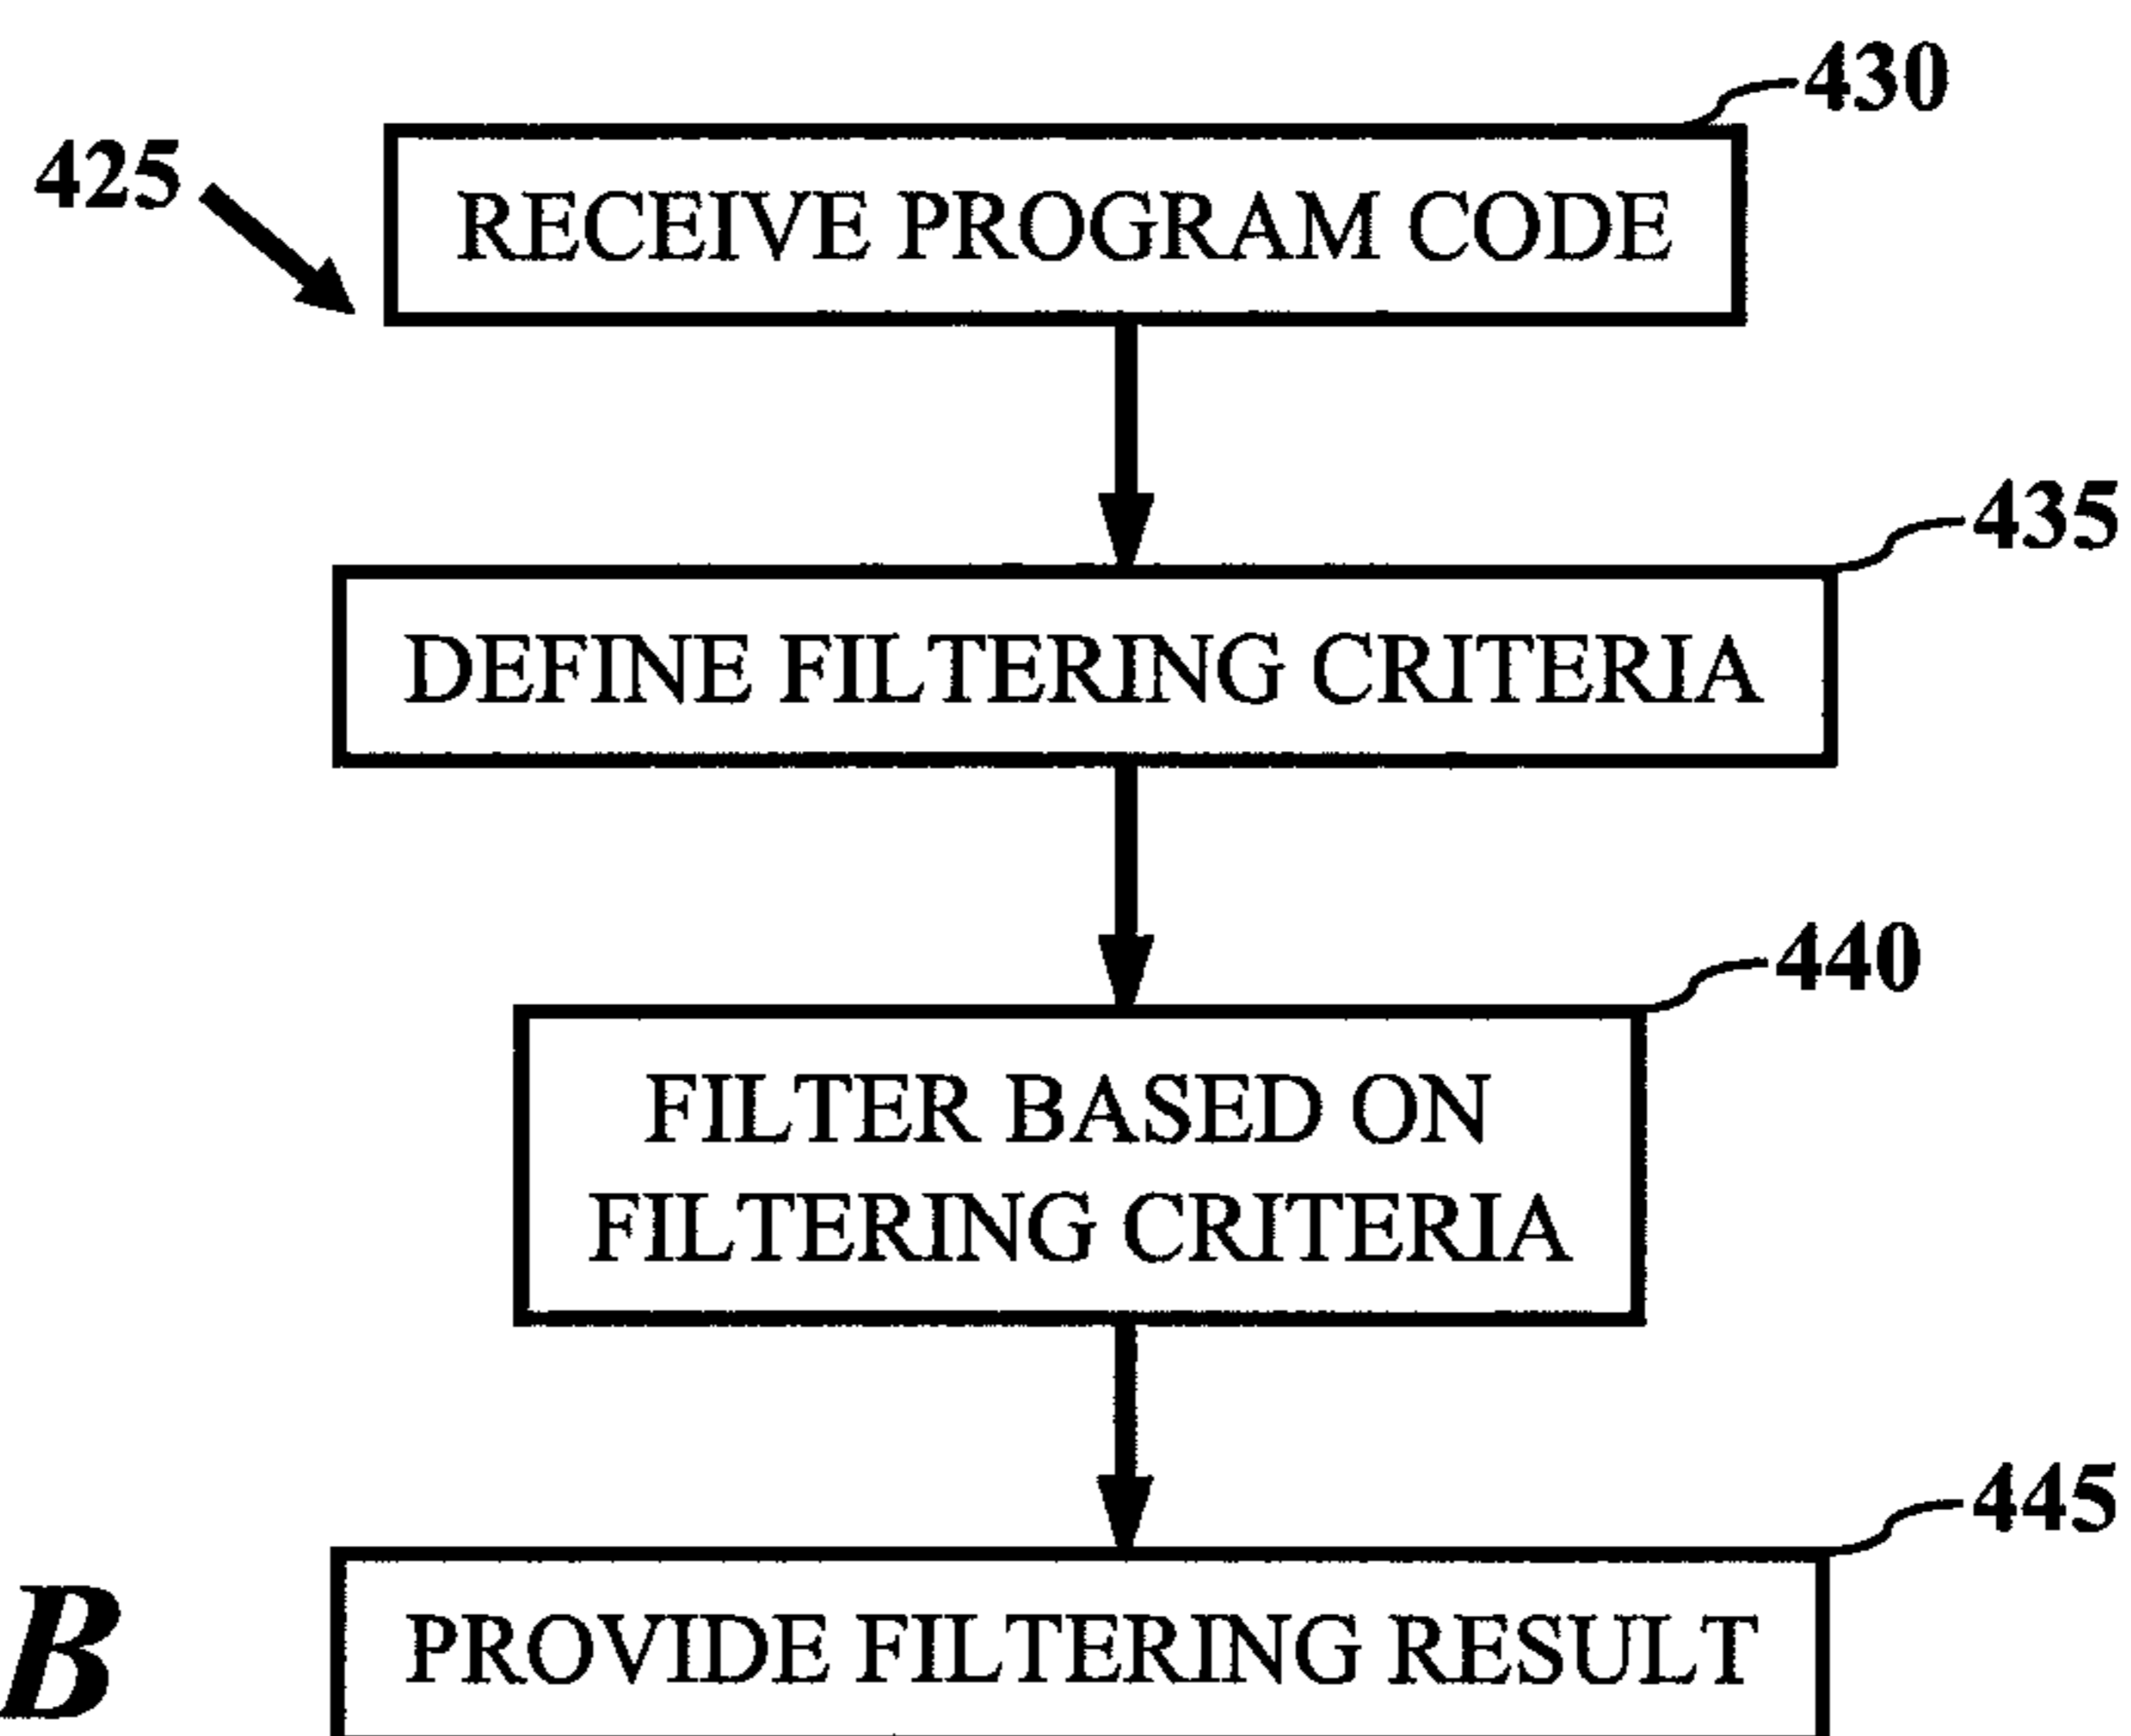 430
425
RECEIVE PROGRAM CODE
435
DEFINE FILTERING CRITERIA
440
FILTER BASED ON
FILTERING CRITERIA
445
B
PROVIDE FILTERING RESULT